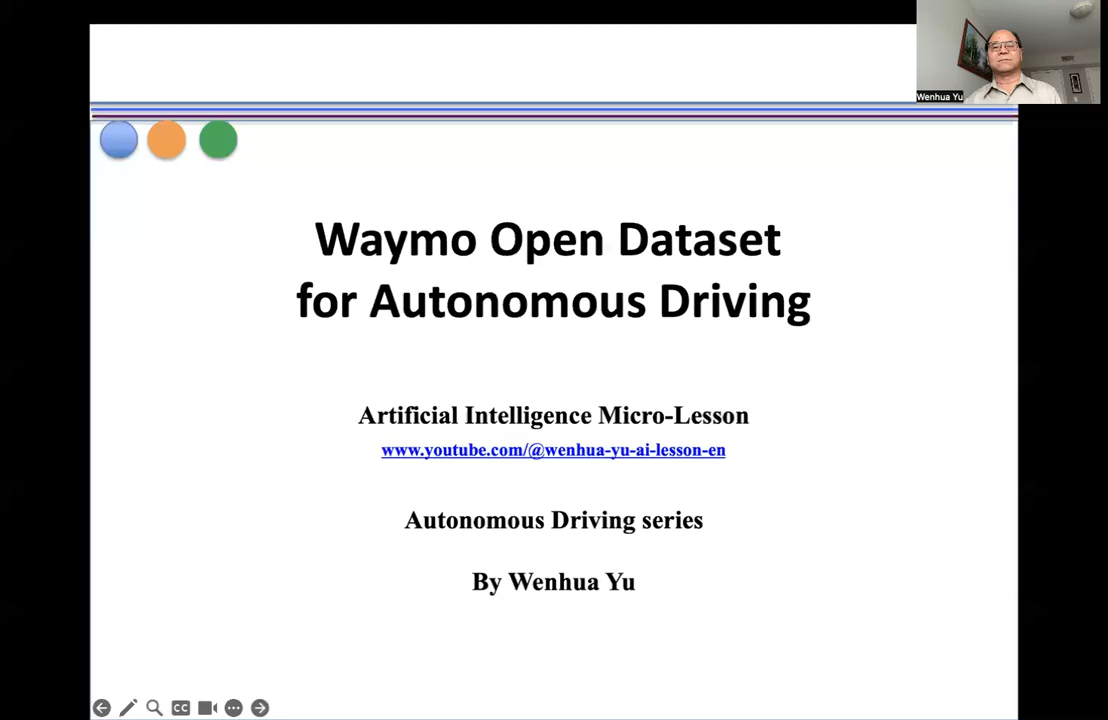 Wenhua Yu
Waymo Open Dataset
for Autonomous Driving
Artificial Intelligence Micro-Lesson
www.youtube.com/@wenhua-yu-ai-lesson-en
Autonomous Driving series
By Wenhua Yu
CC